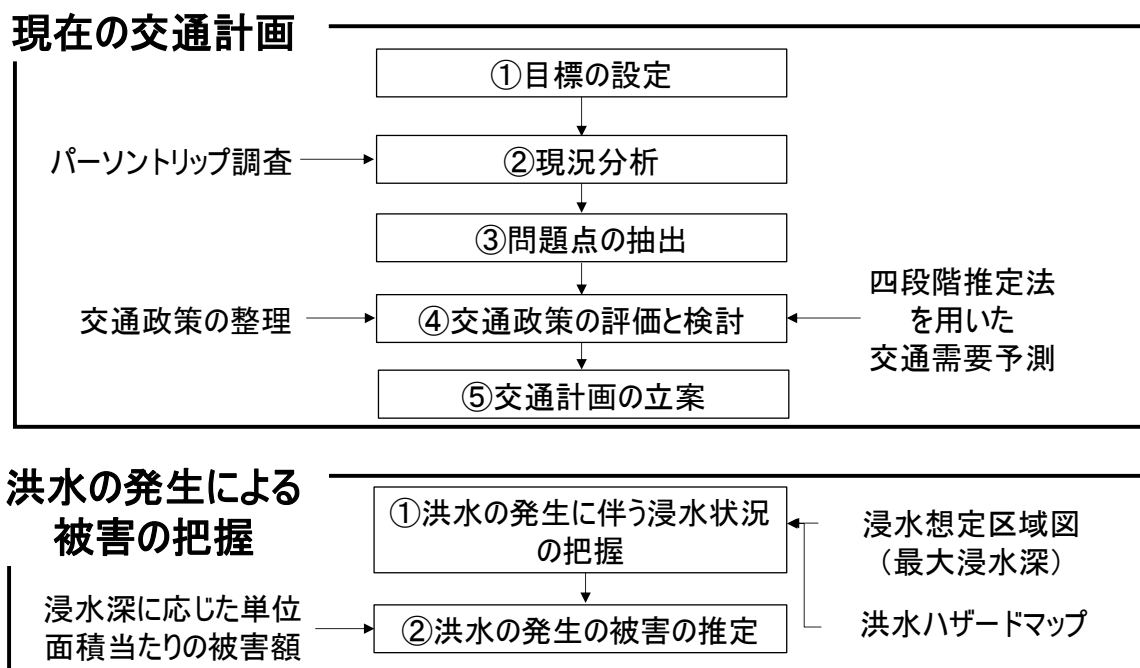 現在の交通計画
①目標の設定
パーソントリップ調査
②現況分析
③問題点の抽出
交通政策の整理
④交通政策の評価と検討
四段階推定法
を用いた
交通需要予測
⑤交通計画の立案
洪水の発生による
被害の把握
①洪水の発生に伴う浸水状況
の把握
浸水想定区域図
（最大浸水深）
洪水ハザードマップ
浸水深に応じた単位
面積当たりの被害額
②洪水の発生の被害の推定